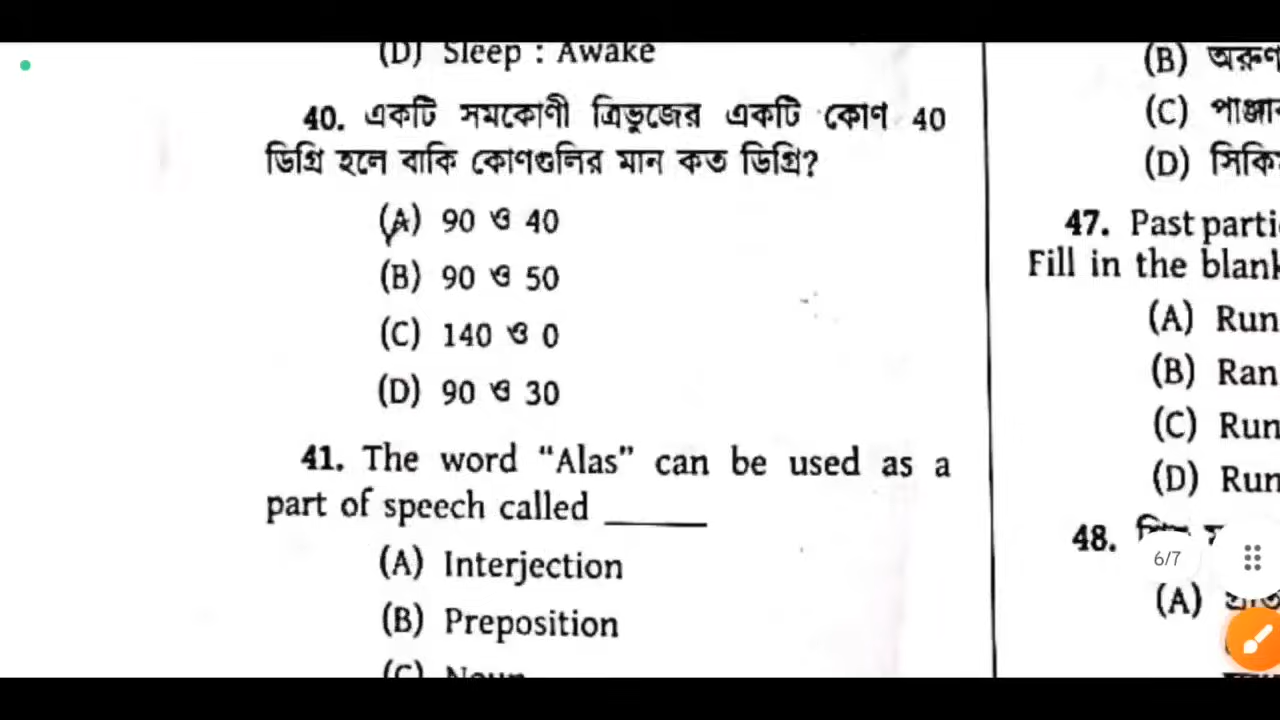 (D) Sleep : Awake
40. একটি সমকোণী ত্রিভুজের একটি কোণ 40
ডিগ্রি হলে বাকি কোণগুলির মান কত ডিগ্রি?
(A) 90 ও 40
(B) 90 ও 50
(C) 140 ও 0
(D) 90 ও 30
41. The word “Alas” can be used as a
part of speech called _____
(A) Interjection
(B) Preposition
(C) Noun
(B)
(C)
(D)
47. Past
Fill in the blank
(A) Run
(B) Ran
(C) Run
(D) Run
48.
6/7
(A)